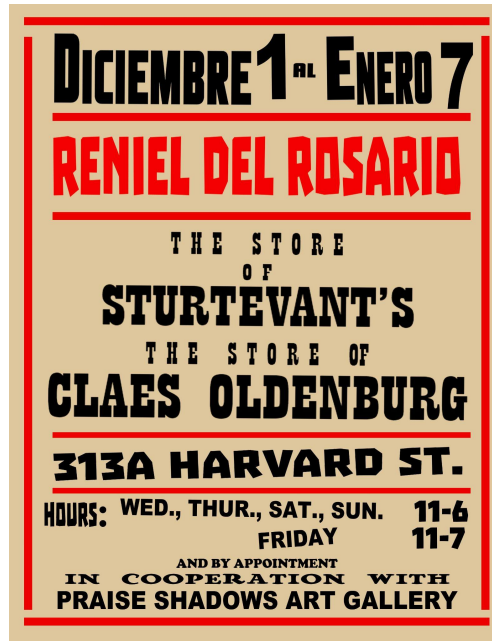 DICIEMBRE 1 AL ENERO 7
RENIEL DEL ROSARIO
THE STORE
OF
STURTEVANT'S
THE STORE OF
CLAES OLDENBURG
313A HARVARD ST.
HOURS: WED., THUR., SAT., SUN. 11-6
FRIDAY 11-7
AND BY APPOINTMENT
IN COOPERATION WITH
PRAISE SHADOWS ART GALLERY